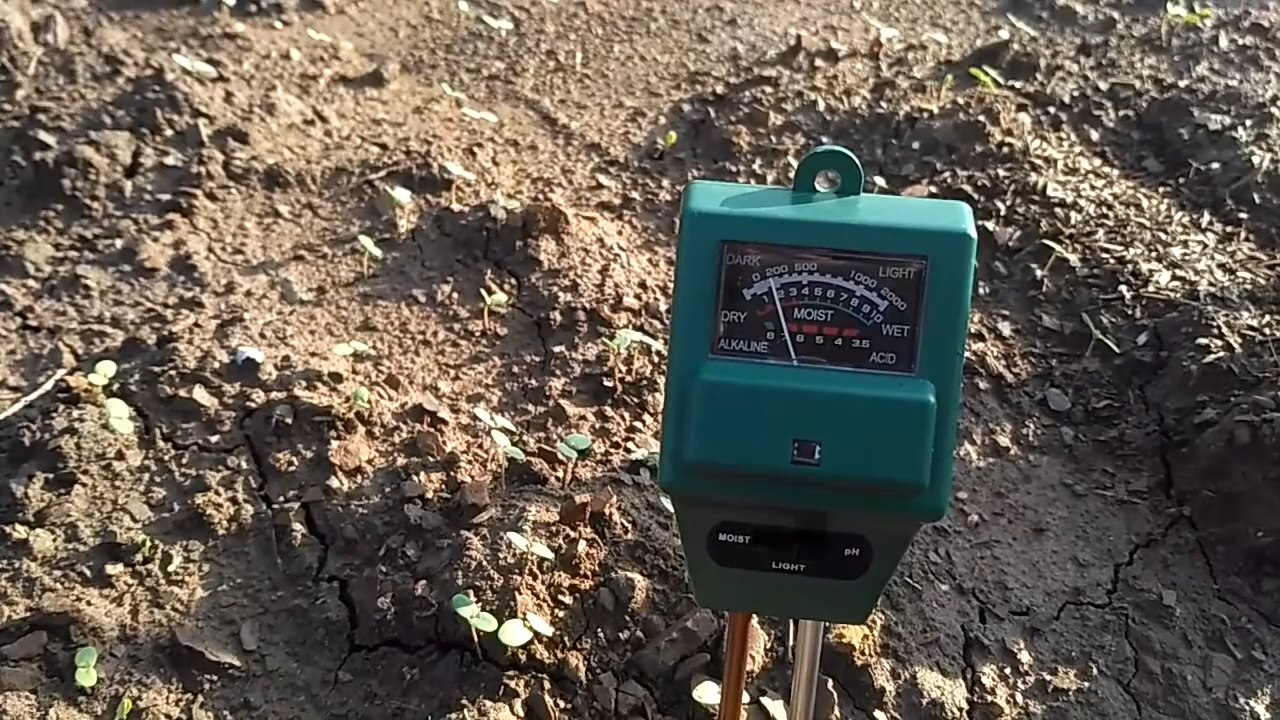 DARK LIGHT
0 200 500 1000 2000
1 2 3 4 5 6 7 8 9 10
DRY MOIST WET
8 7 6 5 4 3.5
ALKALINE ACID
MOIST pH
LIGHT